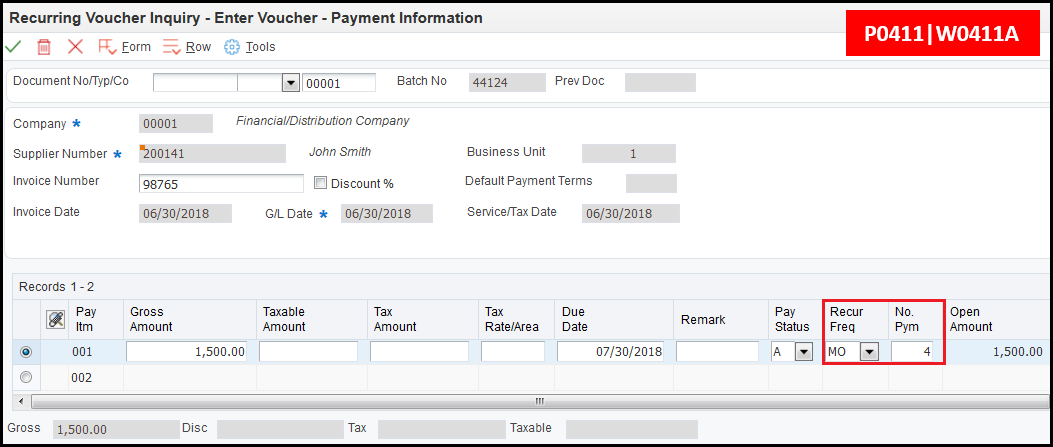 Recurring Voucher Inquiry - Enter Voucher - Payment Information
P0411|W0411A
Form Row Tools
Document No/Typ/Co 00001 Batch No 44124 Prev Doc
Company * 00001 Financial/Distribution Company
Supplier Number * 200141 John Smith Business Unit 1
Invoice Number 98765 Discount % Default Payment Terms
Invoice Date 06/30/2018 G/L Date * 06/30/2018 Service/Tax Date 06/30/2018
Records 1 - 2
Pay Itm Gross Amount Taxable Amount Tax Amount Tax Rate/Area Due Date Remark Pay Status Recur Freq No. Pym Open Amount
001 1,500.00 07/30/2018 A MO 4 1,500.00
002
Gross 1,500.00 Disc Tax Taxable